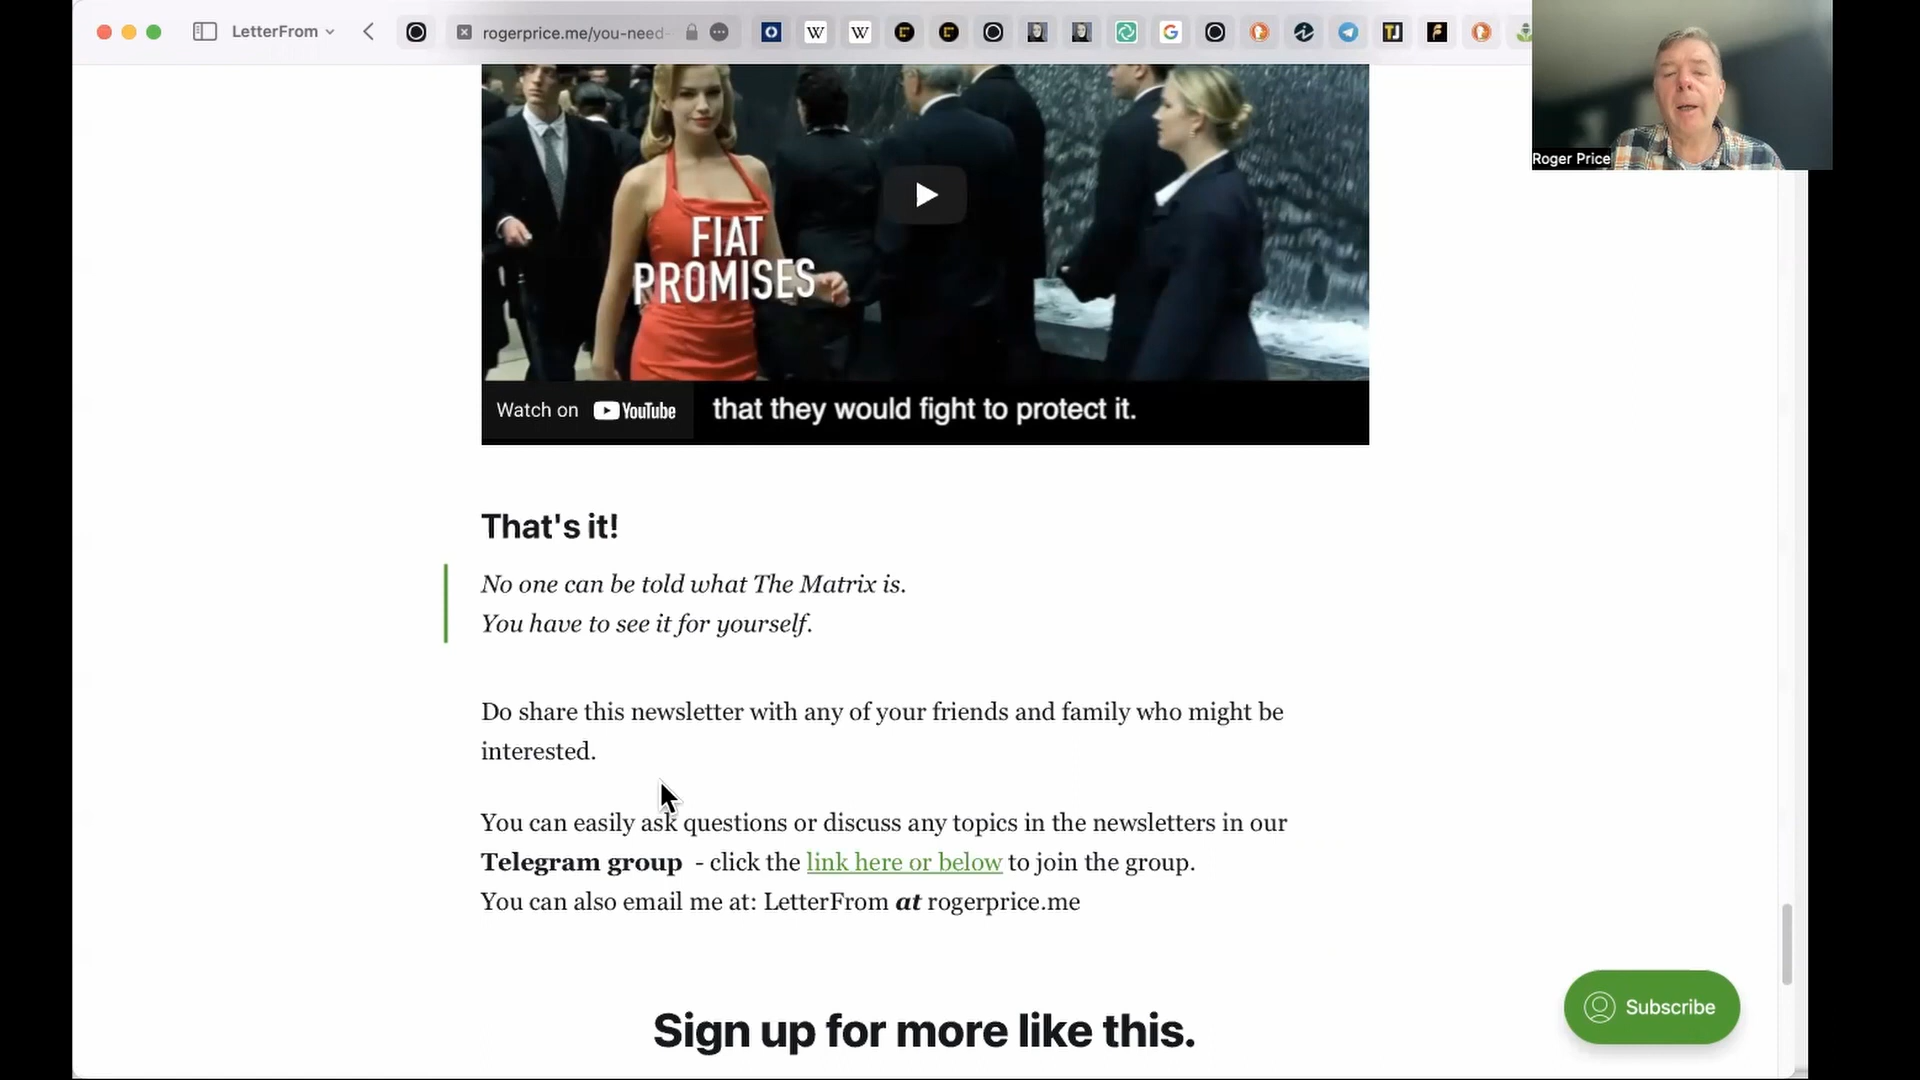 LetterFrom
rogerprice.me/you-need-
Roger Price
FIAT
PROMISES
Watch on YouTube
that they would fight to protect it.
That's it!
No one can be told what The Matrix is.
You have to see it for yourself.
Do share this newsletter with any of your friends and family who might be
interested.
You can easily ask questions or discuss any topics in the newsletters in our
Telegram group - click the link here or below to join the group.
You can also email me at: LetterFrom at rogerprice.me
Sign up for more like this.
Subscribe